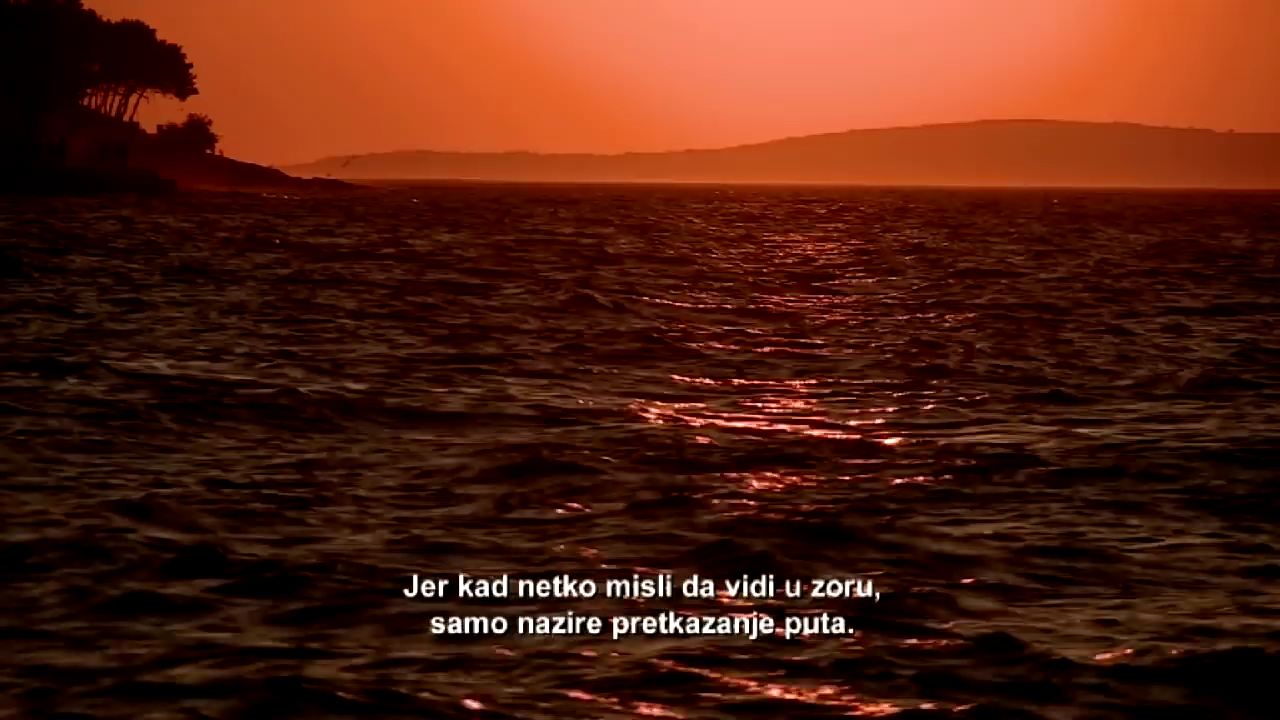 Jer kad netko misli da vidi u zoru,
samo nazire pretkazanje puta.